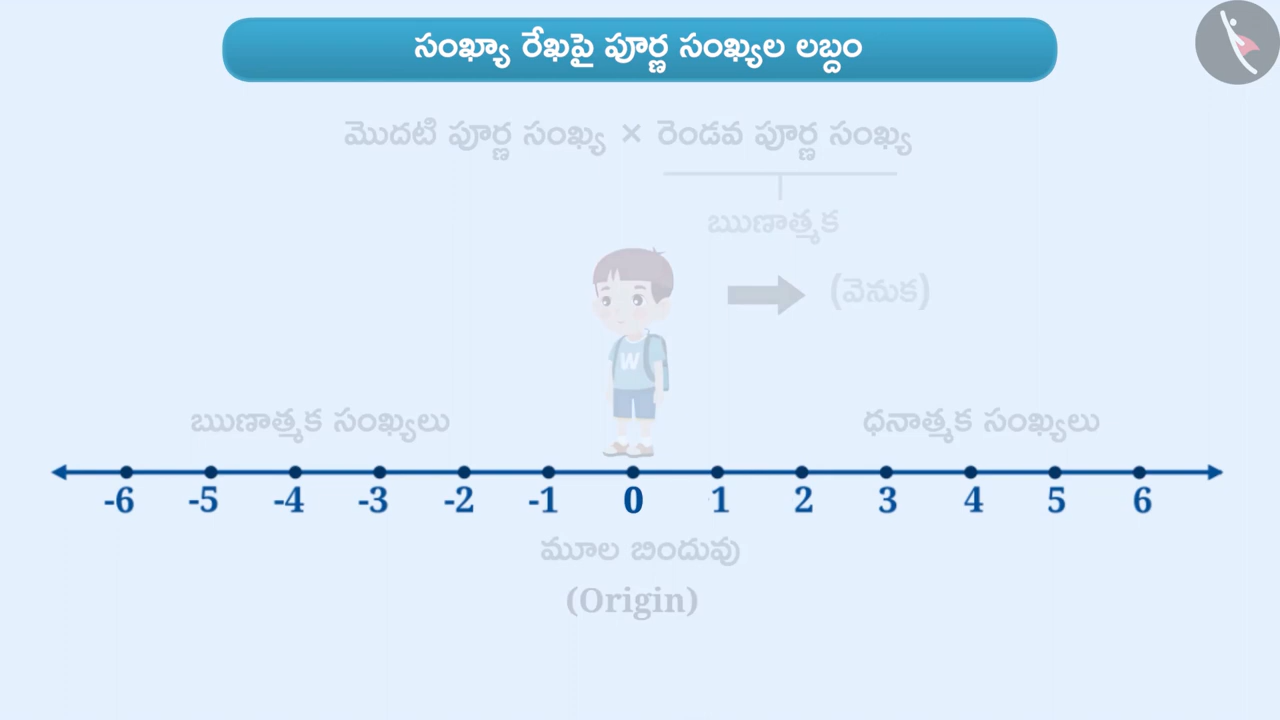 సంఖ్యా రేఖపై పూర్ణ సంఖ్యల లబ్దం
మొదటి పూర్ణ సంఖ్య × రెండవ పూర్ణ సంఖ్య
ఋణాత్మక
(వెనుక)
W
ఋణాత్మక సంఖ్యలు ధనాత్మక సంఖ్యలు
-6 -5 -4 -3 -2 -1 0 1 2 3 4 5 6
మూల బిందువు
(Origin)